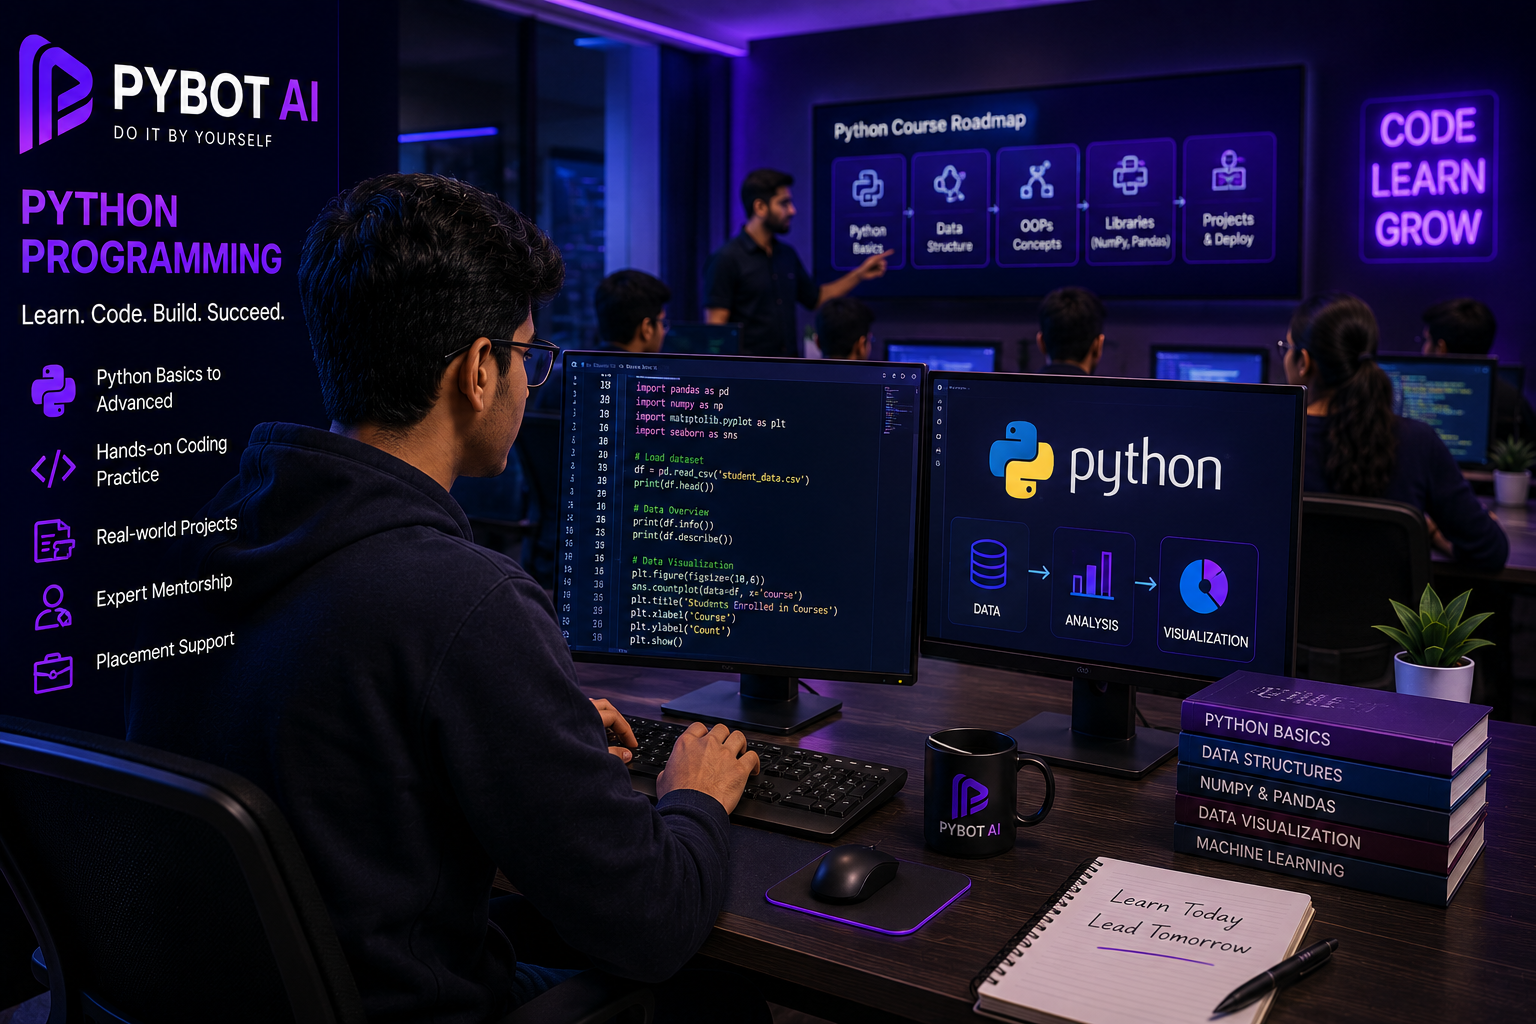 PYBOT AI
DO IT BY YOURSELF
PYTHON
PROGRAMMING
Learn. Code. Build. Succeed.
Python Basics to
Advanced
Hands-on Coding
Practice
Real-world Projects
Expert Mentorship
Placement Support
Python Course Roadmap
Python
Basics
Data
Structure
OOPs
Concepts
Libraries
(NumPy, Pandas)
Projects
& Deploy
CODE
LEARN
GROW
import pandas as pd
import numpy as np
import matplotlib.pyplot as plt
import seaborn as sns
# Load dataset
df = pd.read_csv('student_data.csv')
print(df.head())
# Data Overview
print(df.info())
print(df.describe())
# Data Visualization
plt.figure(figsize=(10,6))
sns.countplot(data=df, x='course')
plt.title('Students Enrolled in Courses')
plt.xlabel('Course')
plt.ylabel('Count')
plt.show()
python
DATA
ANALYSIS
VISUALIZATION
PYTHON BASICS
DATA STRUCTURES
NUMPY & PANDAS
DATA VISUALIZATION
MACHINE LEARNING
PYBOT AI
Learn Today
Lead Tomorrow